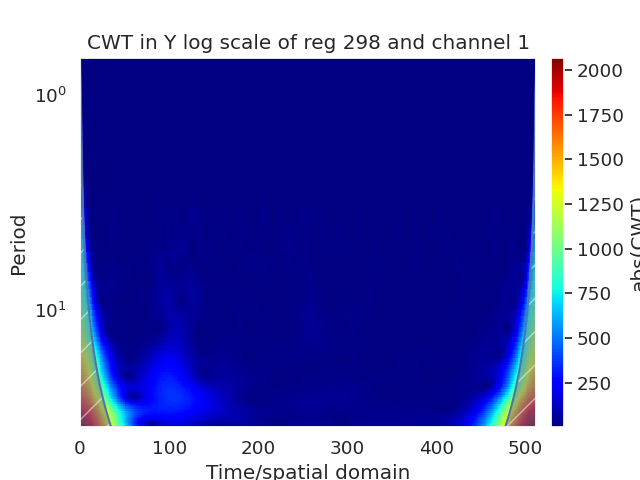 CWT in Y log scale of reg 298 and channel 1
10⁰
10¹
Period
0 100 200 300 400 500
Time/spatial domain
2000
1750
1500
1250
1000
750
500
250
abs(CWT)